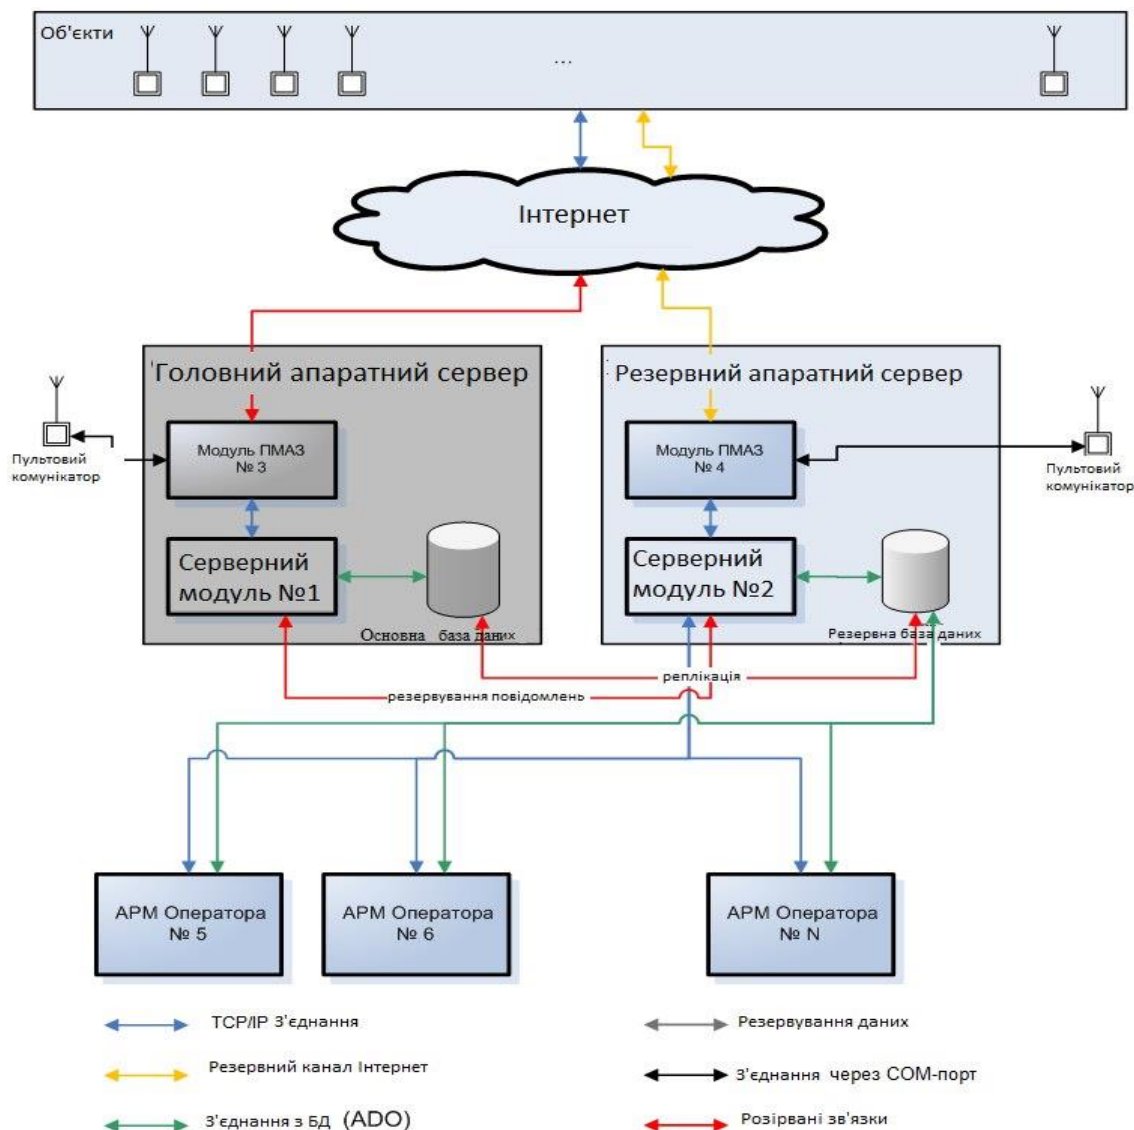 Об'єкти
...
Інтернет
Головний апаратний сервер
Резервний апаратний сервер
Пультовий
комунікатор
Модуль ПМАЗ
№ 3
Модуль ПМАЗ
№ 4
Пультовий
комунікатор
Серверний
модуль №1
Серверний
модуль №2
Основна база даних
Резервна база даних
реплікація
резервування повідомлень
АРМ Оператора
№ 5
АРМ Оператора
№ 6
АРМ Оператора
№ N
TCP/IP З'єднання
Резервування даних
Резервний канал Інтернет
З'єднання через COM-порт
З'єднання з БД (ADO)
Розірвані зв'язки